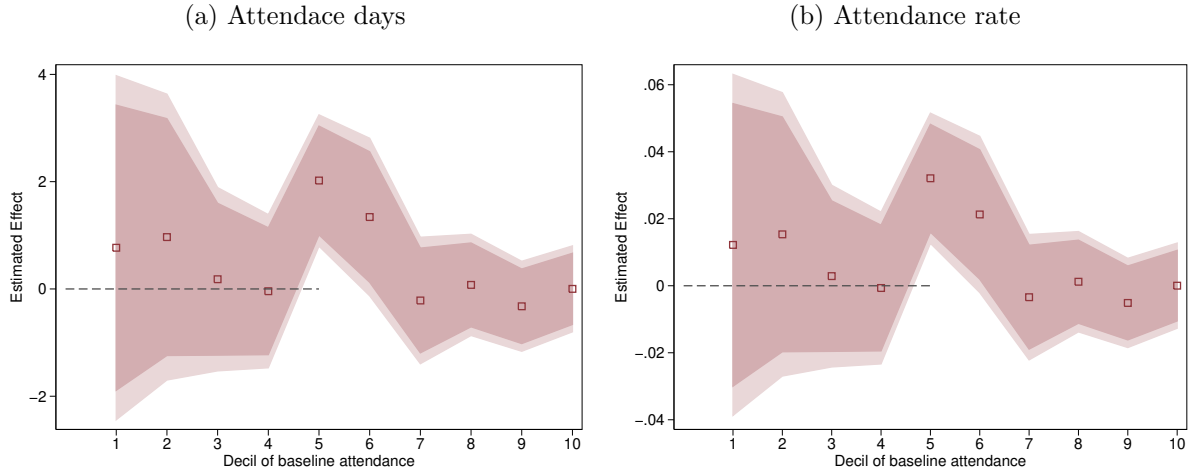 (a) Attendace days
(b) Attendance rate
4
2
0
-2
Estimated Effect
1 2 3 4 5 6 7 8 9 10
Decil of baseline attendance
.06
.04
.02
0
-.02
-.04
Estimated Effect
1 2 3 4 5 6 7 8 9 10
Decil of baseline attendance